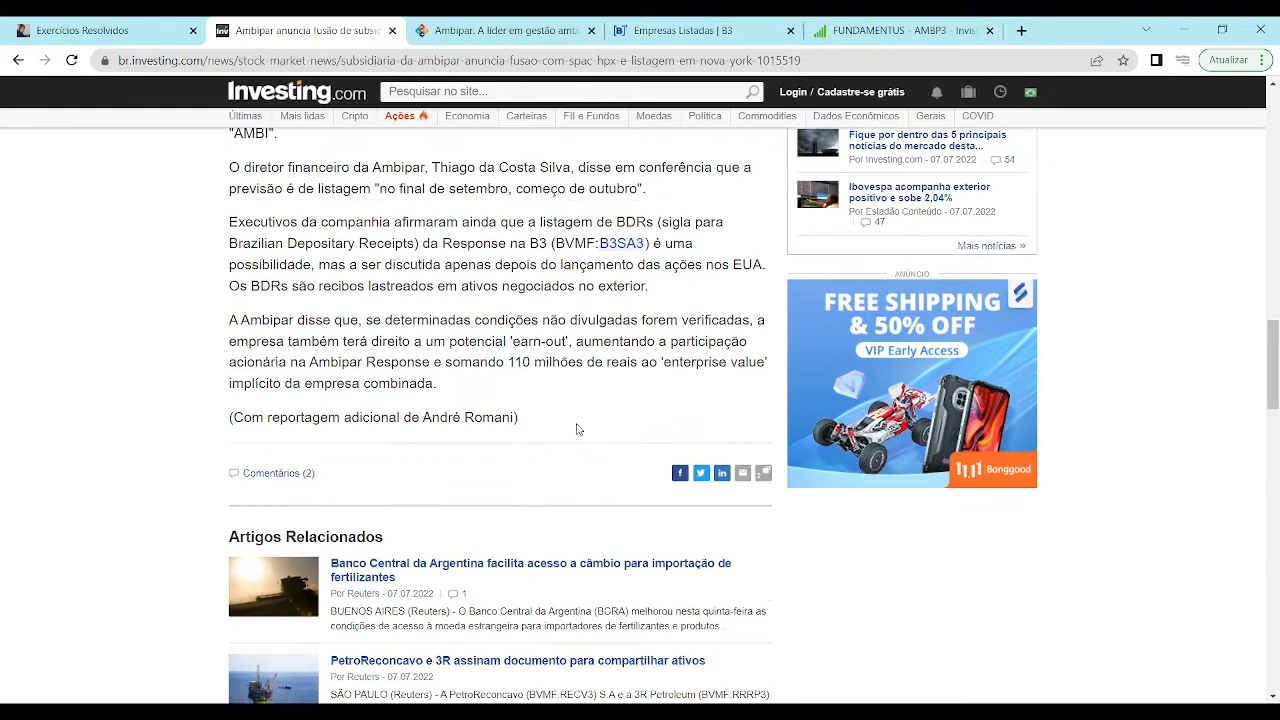 Exercícios Resolvidos
Ambipar anuncia fusão de subsid
Ambipar. A líder em gestão amb
Empresas Listadas | B3
FUNDAMENTUS - AMBP3 - Invist
br.investing.com/news/stock-market-news/subsidiaria-da-ambipar-anuncia-fusao-com-spac-hpx-e-listagem-em-nova-york-1015519
Atualizar
Investing.com
Pesquisar no site...
Login / Cadastre-se grátis
Últimas
Mais lidas
Cripto
Ações
Economia
Carteiras
FII e Fundos
Moedas
Política
Commodities
Dados Econômicos
Gerais
COVID
"AMBI".
O diretor financeiro da Ambipar, Thiago da Costa Silva, disse em conferência que a
previsão é de listagem "no final de setembro, começo de outubro".
Executivos da companhia afirmaram ainda que a listagem de BDRs (sigla para
Brazilian Depositary Receipts) da Response na B3 (BVMF:B3SA3) é uma
possibilidade, mas a ser discutida apenas depois do lançamento das ações nos EUA.
Os BDRs são recibos lastreados em ativos negociados no exterior.
A Ambipar disse que, se determinadas condições não divulgadas forem verificadas, a
empresa também terá direito a um potencial 'earn-out', aumentando a participação
acionária na Ambipar Response e somando 110 milhões de reais ao 'enterprise value'
implícito da empresa combinada.
(Com reportagem adicional de André Romani)
Comentários (2)
2
Artigos Relacionados
Banco Central da Argentina facilita acesso a câmbio para importação de
fertilizantes
Por Reuters - 07.07.2022
1
BUENOS AIRES (Reuters) - O Banco Central da Argentina (BCRA) melhorou nesta quinta-feira as
condições de acesso à moeda estrangeira para importadores de fertilizantes e produtos...
PetroReconcavo e 3R assinam documento para compartilhar ativos
Por Reuters - 07.07.2022
SÃO PAULO (Reuters) - A PetroReconcavo (BVMF:RECV3) S.A e a 3R Petroleum (BVMF:RRRP3)
Fique por dentro das 5 principais
notícias do mercado desta...
Por Investing.com - 07.07.2022
54
Ibovespa acompanha exterior
positivo e sobe 2,04%
Por Estadão Conteúdo - 07.07.2022
47
Mais notícias »
ANÚNCIO
FREE SHIPPING
& 50% OFF
VIP Early Access
11.11 Banggood